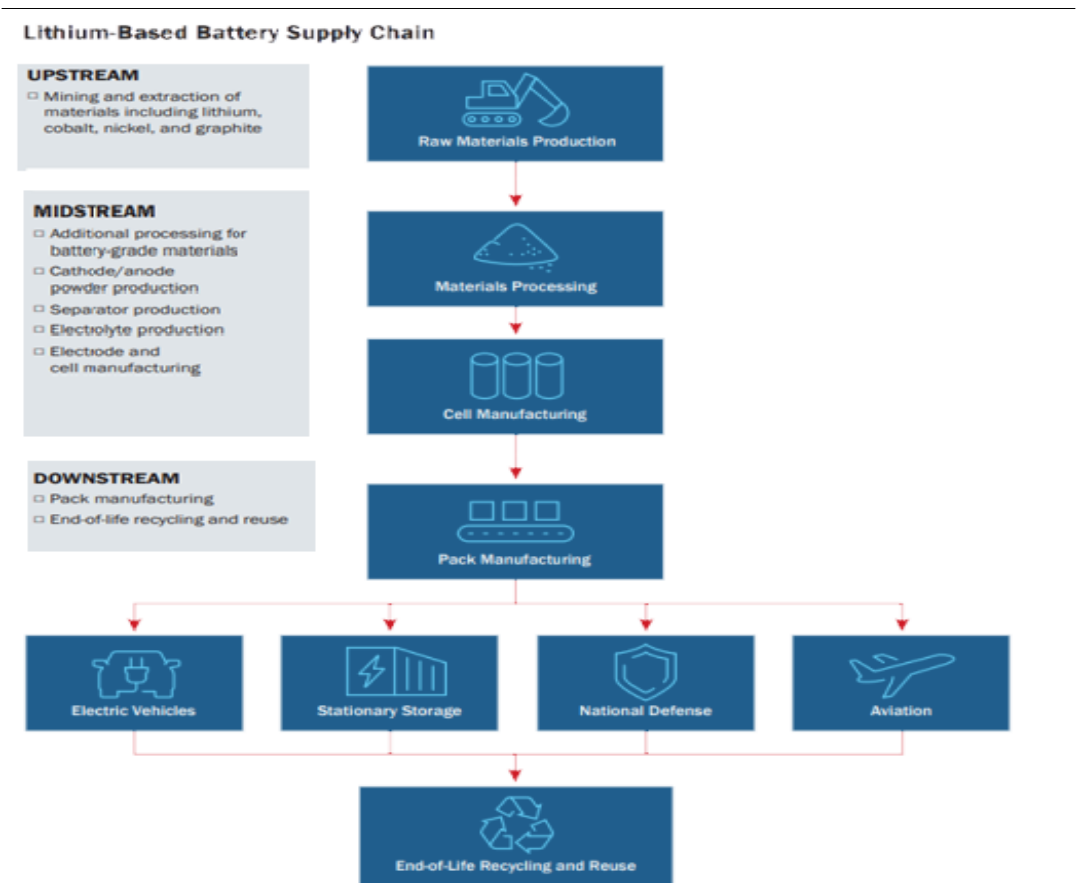 Lithium-Based Battery Supply Chain
UPSTREAM
Mining and extraction of
materials including lithium,
cobalt, nickel, and graphite
Raw Materials Production
MIDSTREAM
Additional processing for
battery-grade materials
Cathode/anode
powder production
Separator production
Electrolyte production
Electrode and
cell manufacturing
Materials Processing
Cell Manufacturing
DOWNSTREAM
Pack manufacturing
End-of-life recycling and reuse
Pack Manufacturing
Electric Vehicles
Stationary Storage
National Defense
Aviation
End-of-Life Recycling and Reuse